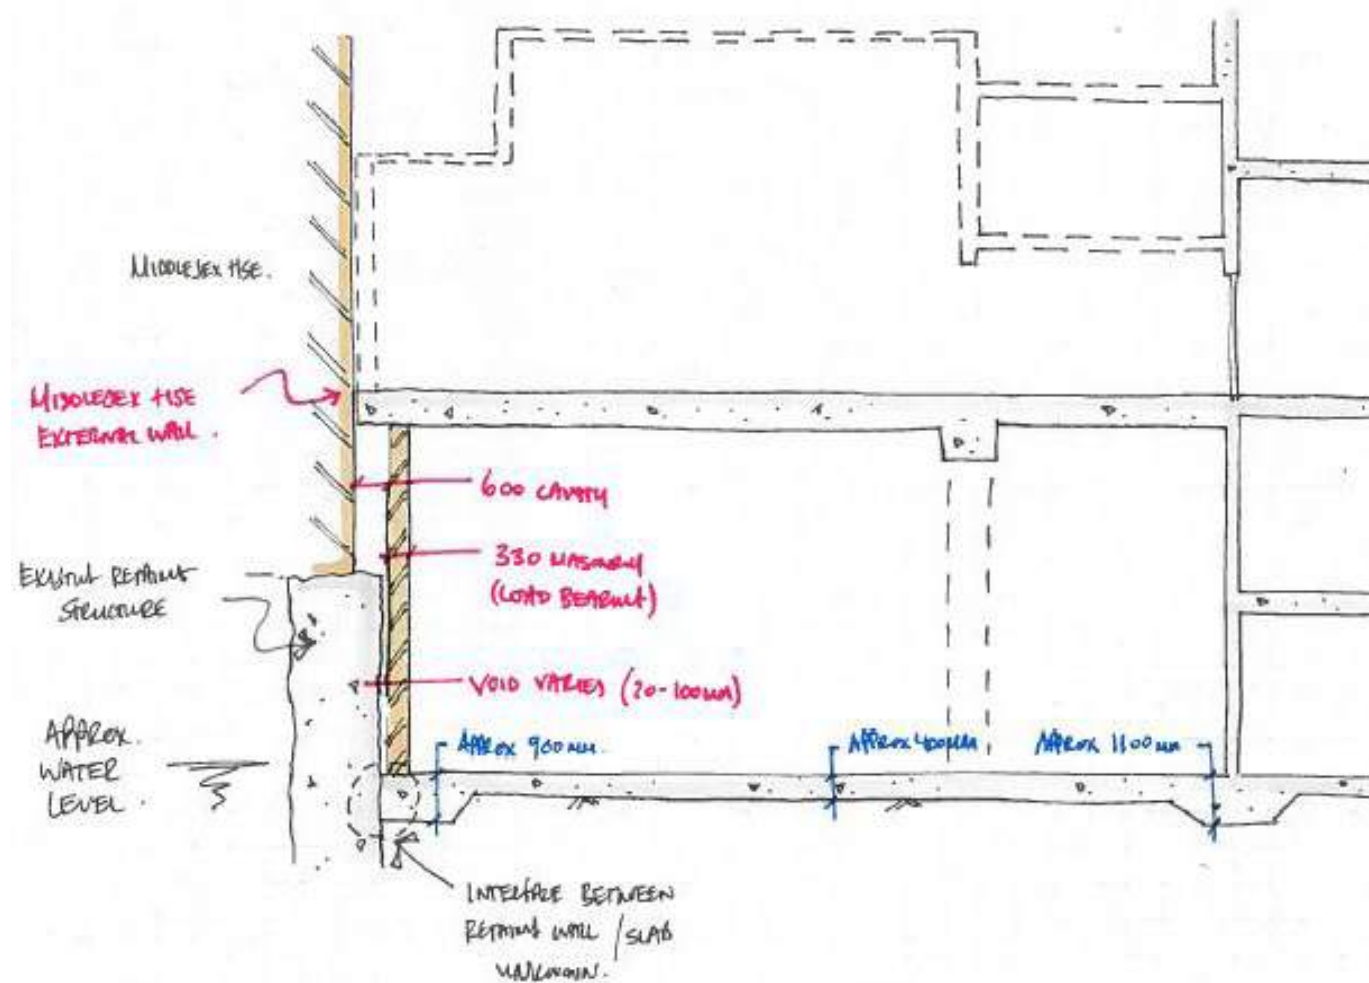 MIDDLESEX HSE.
MIDDLESEX HSE
EXTERNAL WALL.
600 CAVITY
330 MASONRY
(LOAD BEARING)
EXISTING RETAINING
STRUCTURE
VOID VARIES (20-100mm)
APPROX.
WATER
LEVEL.
APPROX 900mm.
APPROX 400mm
APPROX 1100mm
INTERFACE BETWEEN
RETAINING WALL / SLAB
UNKNOWN.